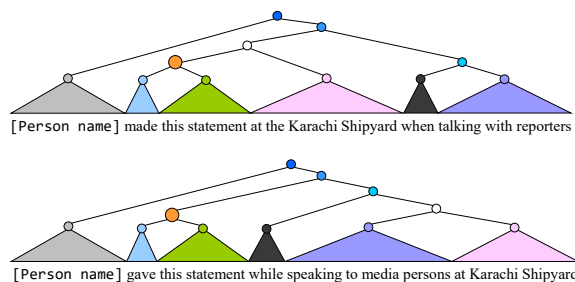 [Person name] made this statement at the Karachi Shipyard when talking with reporters
[Person name] gave this statement while speaking to media persons at Karachi Shipyard